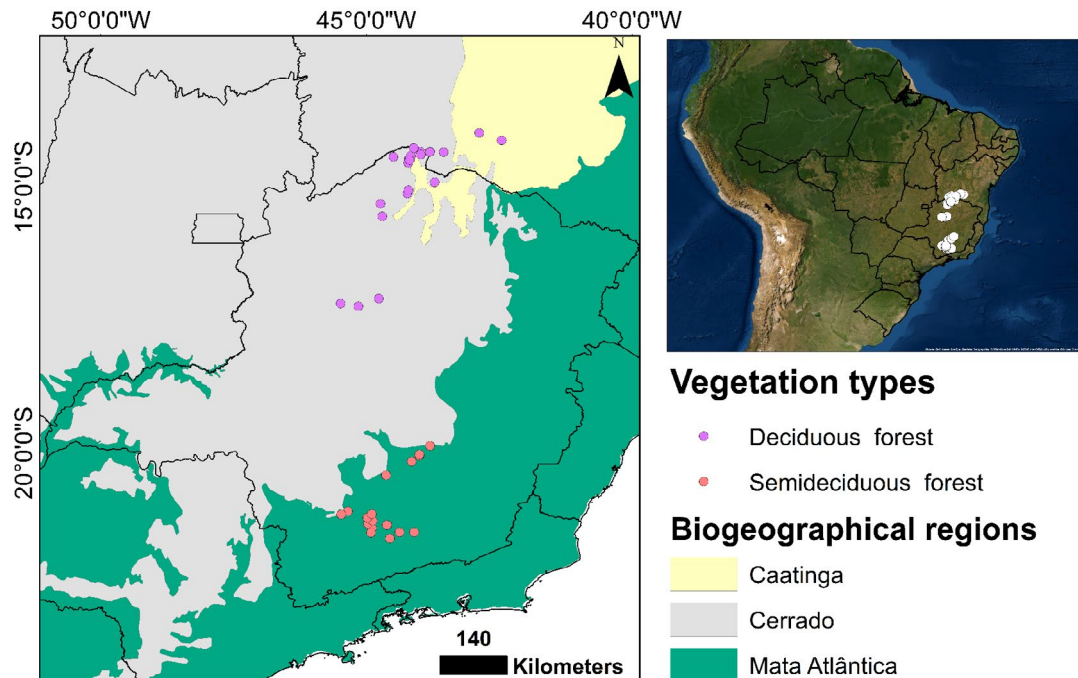 50°0'0"W
45°0'0"W
40°0'0"W
N
15°0'0"S
20°0'0"S
140
Kilometers
Vegetation types
Deciduous forest
Semideciduous forest
Biogeographical regions
Caatinga
Cerrado
Mata Atlântica